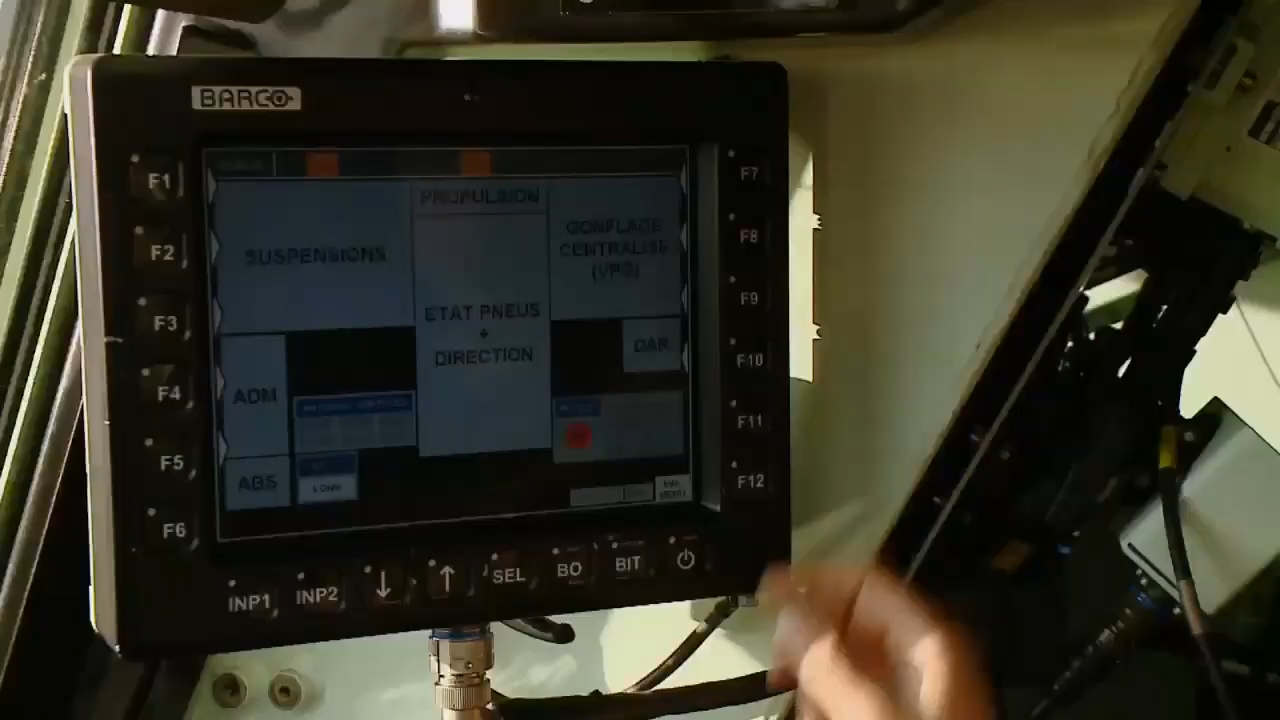 BARCO
F1
F2
F3
F4
F5
F6
SUSPENSIONS
PROPULSION
ETAT PNEUS
+
DIRECTION
GONFLAGE
CENTRALISE
(VPG)
ADM
ABS
F7
F8
F9
F10
F11
F12
INP1
INP2
↓
↑
SEL
BO
BIT